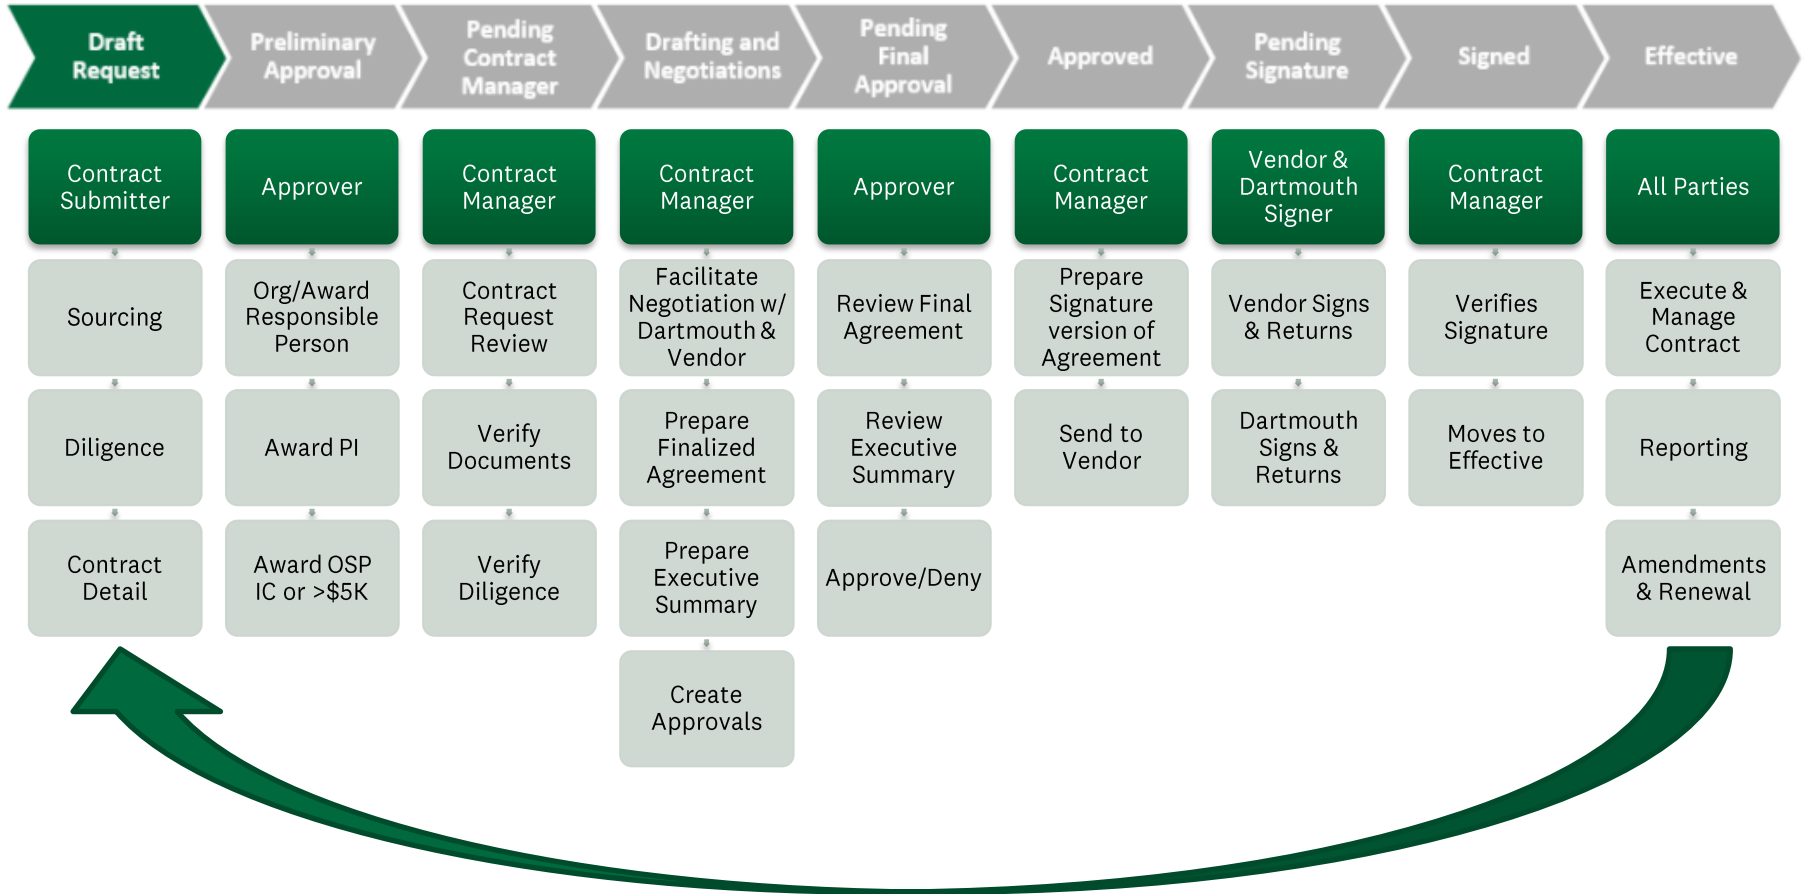 Draft
Request
Preliminary
Approval
Pending
Contract
Manager
Drafting and
Negotiations
Pending
Final
Approval
Approved
Pending
Signature
Signed
Effective
Contract
Submitter
Approver
Contract
Manager
Contract
Manager
Approver
Contract
Manager
Vendor &
Dartmouth
Signer
Contract
Manager
All Parties
Sourcing
Org/Award
Responsible
Person
Contract
Request
Review
Facilitate
Negotiation w/
Dartmouth &
Vendor
Review Final
Agreement
Prepare
Signature
version of
Agreement
Vendor Signs
& Returns
Verifies
Signature
Execute &
Manage
Contract
Diligence
Award PI
Verify
Documents
Prepare
Finalized
Agreement
Review
Executive
Summary
Send to
Vendor
Dartmouth
Signs &
Returns
Moves to
Effective
Reporting
Contract
Detail
Award OSP
IC or >$5K
Verify
Diligence
Prepare
Executive
Summary
Approve/Deny
Amendments
& Renewal
Create
Approvals